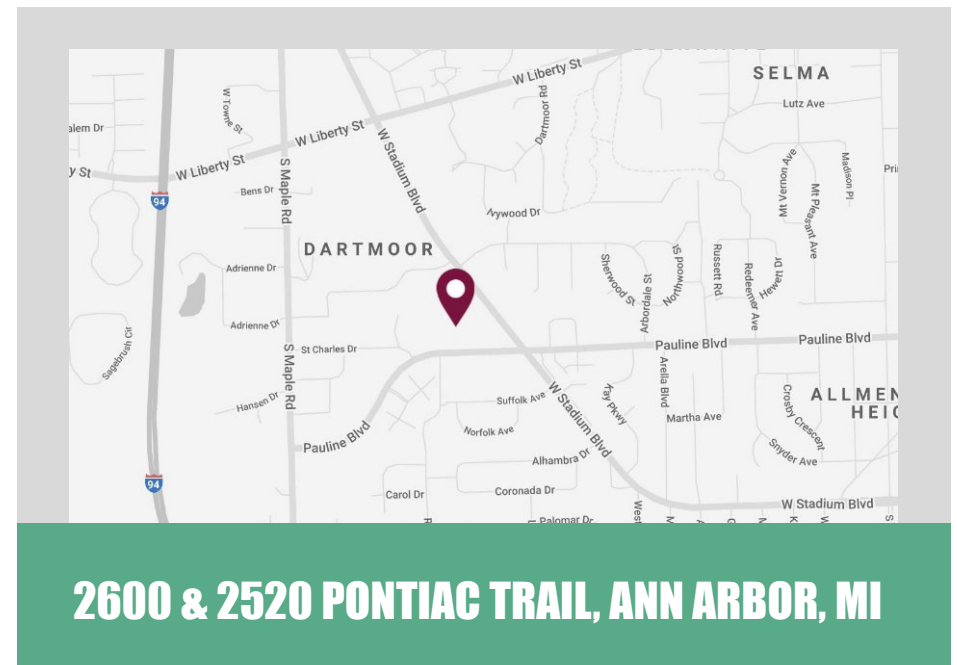 W Liberty St
SELMA
Lutz Ave
W Towne St
Dartmoor Rd
alem Dr
W Liberty St
W Stadium Blvd
y St
W Liberty St
S Maple Rd
Mt Vernon Ave
Madison Pl
Pri
94
Bens Dr
Mt Pleasant Ave
Ivywood Dr
DARTMOOR
Adrienne Dr
Sherwood St
Arbordale St
Northwood St
Russett Rd
Redeemer Ave
Hewett Dr
Adrienne Dr
Sagebrush Cir
S Maple Rd
St Charles Dr
Pauline Blvd
Pauline Blvd
Arella Blvd
Hansen Dr
Suffolk Ave
W Stadium Blvd
Kay Pkwy
Martha Ave
Crosby Crescent
ALLMEN
HEIG
Pauline Blvd
Norfolk Ave
Snyder Ave
Alhambra Dr
94
Carol Dr
Coronada Dr
W Stadium Blvd
West
Palomar Dr
2600 & 2520 PONTIAC TRAIL, ANN ARBOR, MI